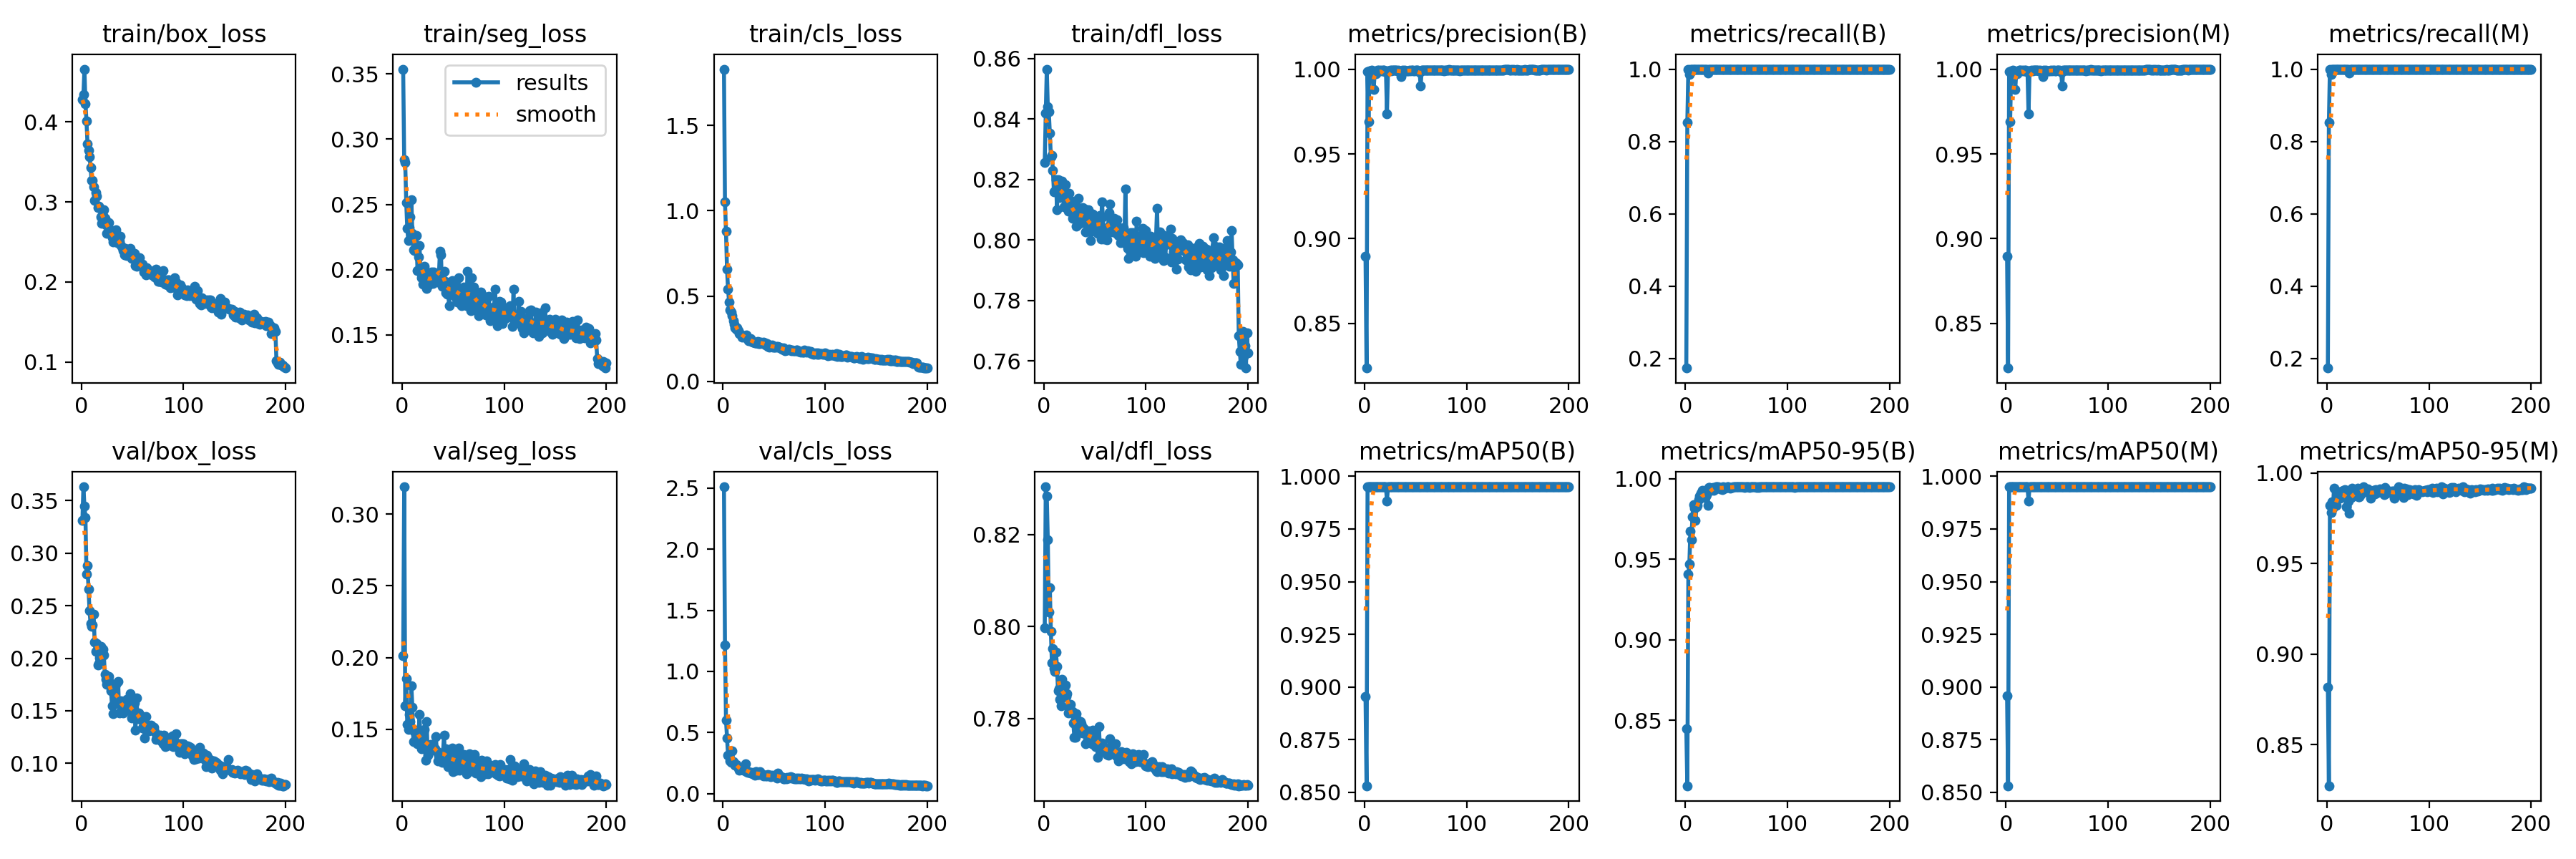 train/box_loss
0.4
0.3
0.2
0.1
0 100 200
train/seg_loss
results
smooth
0.35
0.30
0.25
0.20
0.15
0 100 200
train/cls_loss
1.5
1.0
0.5
0.0
0 100 200
train/dfl_loss
0.86
0.84
0.82
0.80
0.78
0.76
0 100 200
metrics/precision(B)
1.00
0.95
0.90
0.85
0 100 200
metrics/recall(B)
1.0
0.8
0.6
0.4
0.2
0 100 200
metrics/precision(M)
1.00
0.95
0.90
0.85
0 100 200
metrics/recall(M)
1.0
0.8
0.6
0.4
0.2
0 100 200
val/box_loss
0.35
0.30
0.25
0.20
0.15
0.10
0 100 200
val/seg_loss
0.30
0.25
0.20
0.15
0 100 200
val/cls_loss
2.5
2.0
1.5
1.0
0.5
0.0
0 100 200
val/dfl_loss
0.82
0.80
0.78
0 100 200
metrics/mAP50(B)
1.000
0.975
0.950
0.925
0.900
0.875
0.850
0 100 200
metrics/mAP50-95(B)
1.00
0.95
0.90
0.85
0 100 200
metrics/mAP50(M)
1.000
0.975
0.950
0.925
0.900
0.875
0.850
0 100 200
metrics/mAP50-95(M)
1.00
0.95
0.90
0.85
0 100 200